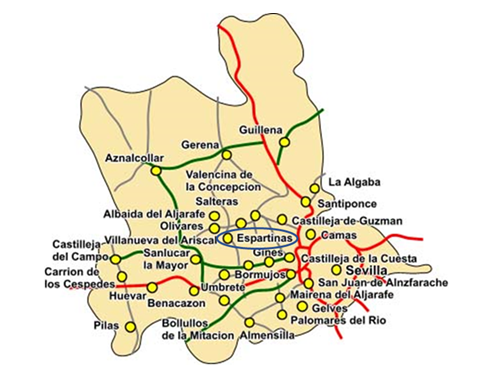 Guillena
Gerena
Aznalcollar
Valencina de
la Concepcion
La Algaba
Salteras
Santiponce
Albaida del Aljarafe
Castilleja de Guzman
Olivares
Camas
Villanueva del Ariscal
Espartinas
Castilleja
del Campo
Sanlucar
la Mayor
Gines
Castilleja de la Cuesta
Carrion de
los Cespedes
Bormujos
Sevilla
Umbrete
San Juan de Alnzfarache
Huevar
Mairena del Aljarafe
Benacazon
Gelves
Pilas
Bollullos
de la Mitacion
Almensilla
Palomares del Rio